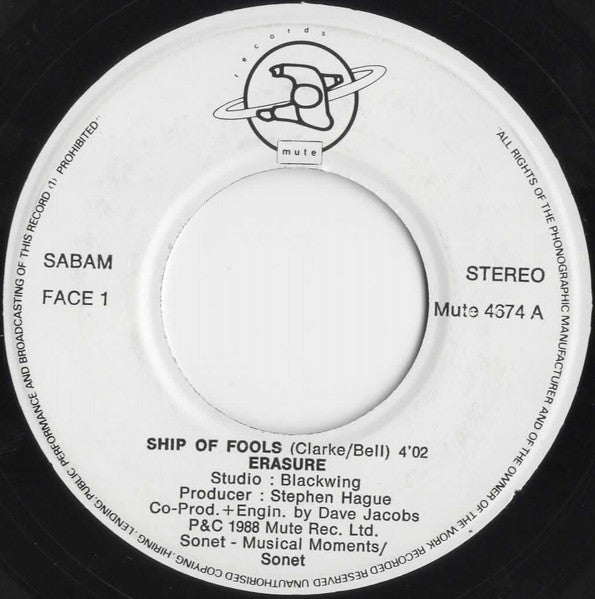 records
mute
SABAM
FACE 1
STEREO
Mute 4674 A
SHIP OF FOOLS (Clarke/Bell) 4'02
ERASURE
Studio : Blackwing
Producer : Stephen Hague
Co-Prod.+Engin. by Dave Jacobs
P&C 1988 Mute Rec. Ltd.
Sonet - Musical Moments/
Sonet
"ALL RIGHTS OF THE PHONOGRAPHIC MANUFACTURER AND OF THE OWNER OF THE WORK RECORDED RESERVED UNAUTHORISED COPYING.HIRING.LENDING.PUBLIC PERFORMANCE AND BROADCASTING OF THIS RECORD (1) PROHIBITED"